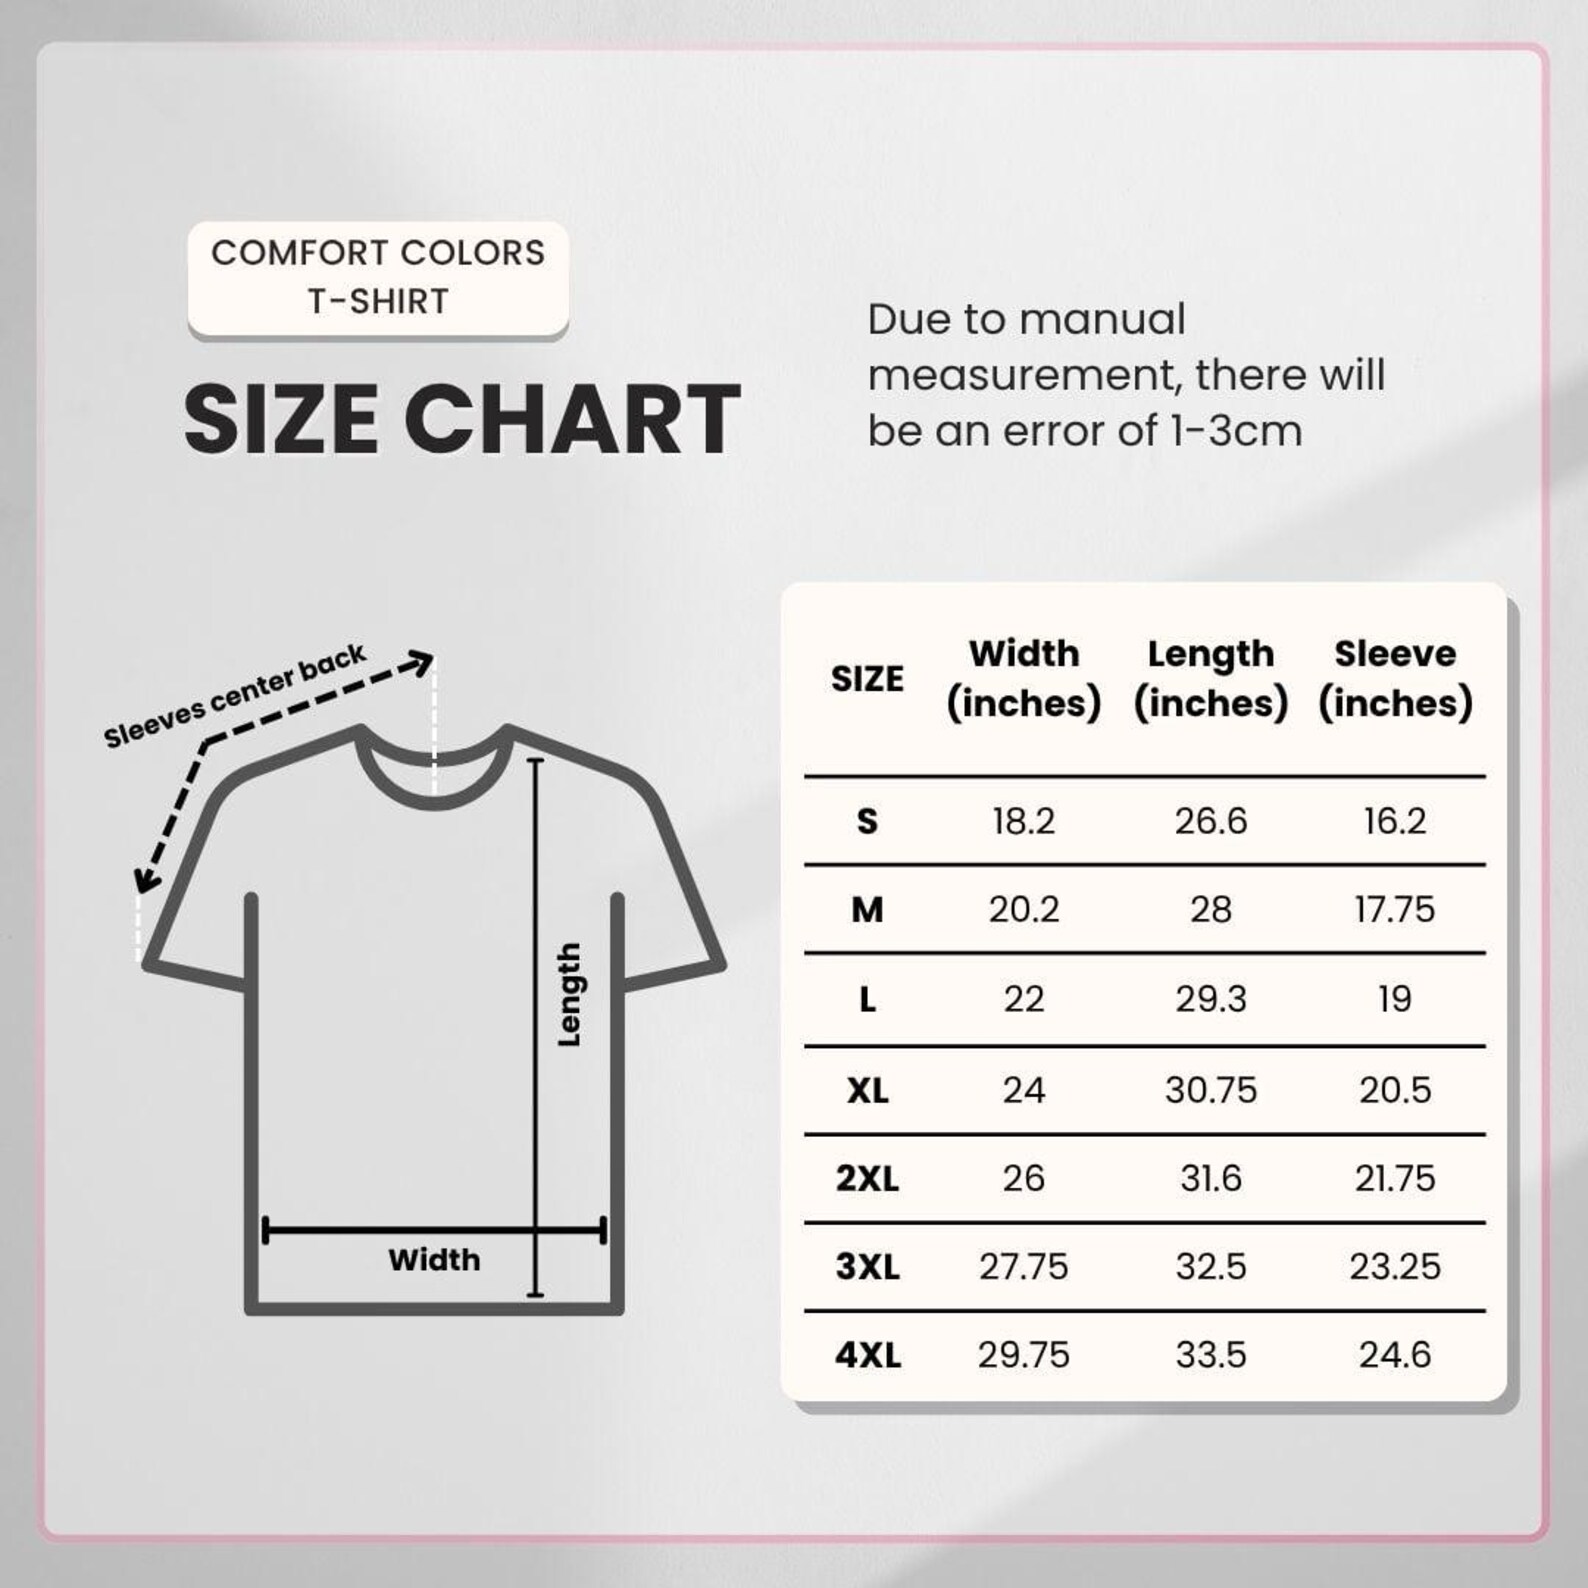 COMFORT COLORS
T-SHIRT
SIZE CHART
Due to manual
measurement, there will
be an error of 1-3cm
Sleeves center back
Length
Width
SIZE Width (inches) Length (inches) Sleeve (inches)
S 18.2 26.6 16.2
M 20.2 28 17.75
L 22 29.3 19
XL 24 30.75 20.5
2XL 26 31.6 21.75
3XL 27.75 32.5 23.25
4XL 29.75 33.5 24.6